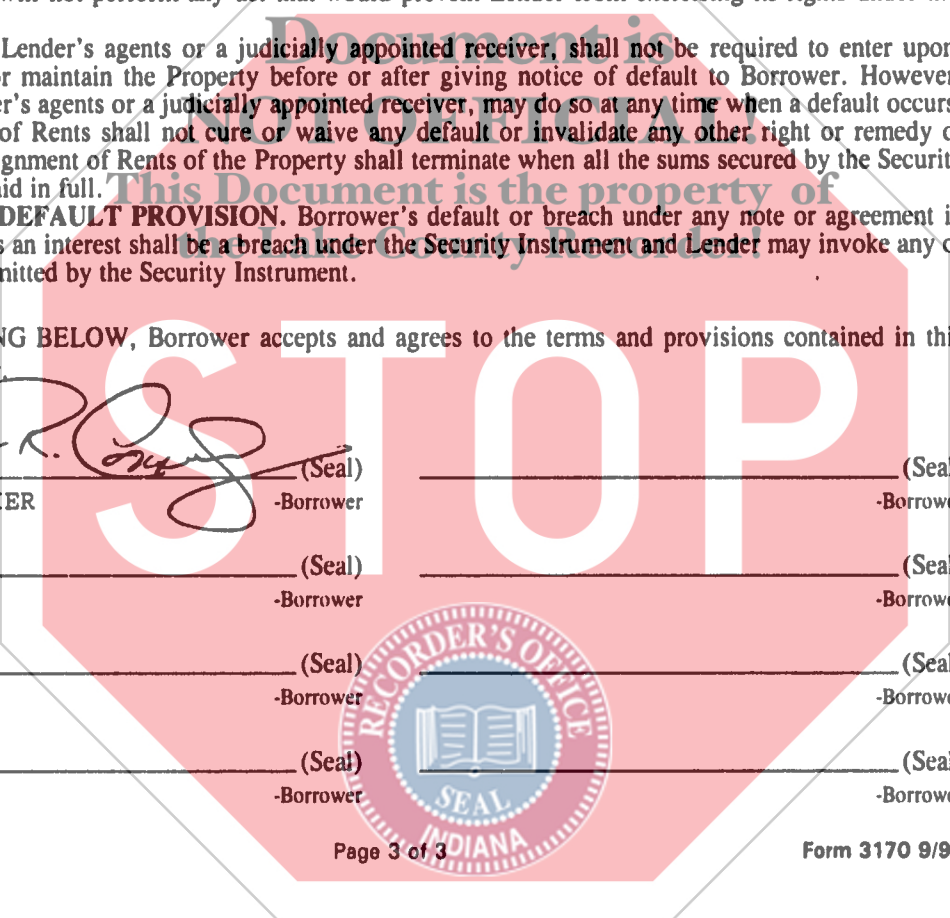 Document is
NOT OFFICIAL!
This Document is the property of
the Lake County Recorder!
Lender's agents or a judicially appointed receiver, shall not be required to enter upon
or maintain the Property before or after giving notice of default to Borrower. However
er's agents or a judicially appointed receiver, may do so at any time when a default occurs
of Rents shall not cure or waive any default or invalidate any other right or remedy o
gnment of Rents of the Property shall terminate when all the sums secured by the Securit
aid in full.
DEFAULT PROVISION. Borrower's default or breach under any note or agreement i
s an interest shall be a breach under the Security Instrument and Lender may invoke any o
mitted by the Security Instrument.
NG BELOW, Borrower accepts and agrees to the terms and provisions contained in thi
STOP
R.
(Seal) (Seal
IER -Borrower -Borrowe
(Seal) (Seal
-Borrower -Borrowe
(Seal) (Seal
-Borrower -Borrowe
(Seal) (Seal
-Borrower -Borrowe
RECORDER'S OFFICE
SEAL
INDIANA
Page 3 of 3 Form 3170 9/9